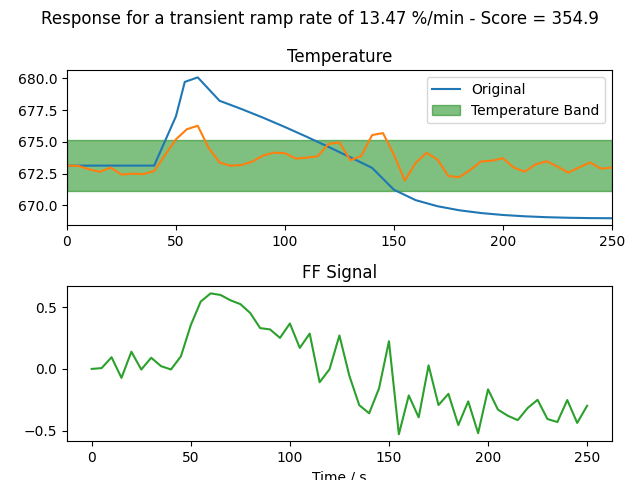 Response for a transient ramp rate of 13.47 %/min - Score = 354.9
Temperature
680.0
677.5
675.0
672.5
670.0
Original
Temperature Band
0 50 100 150 200 250
FF Signal
0.5
0.0
−0.5
0 50 100 150 200 250
Time / s